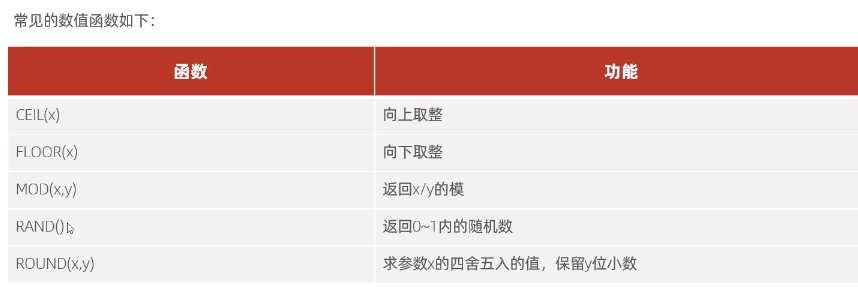 常见的数值函数如下：
函数 功能
CEIL(x) 向上取整
FLOOR(x) 向下取整
MOD(x,y) 返回x/y的模
RAND() 返回0~1内的随机数
ROUND(x,y) 求参数x的四舍五入的值，保留y位小数